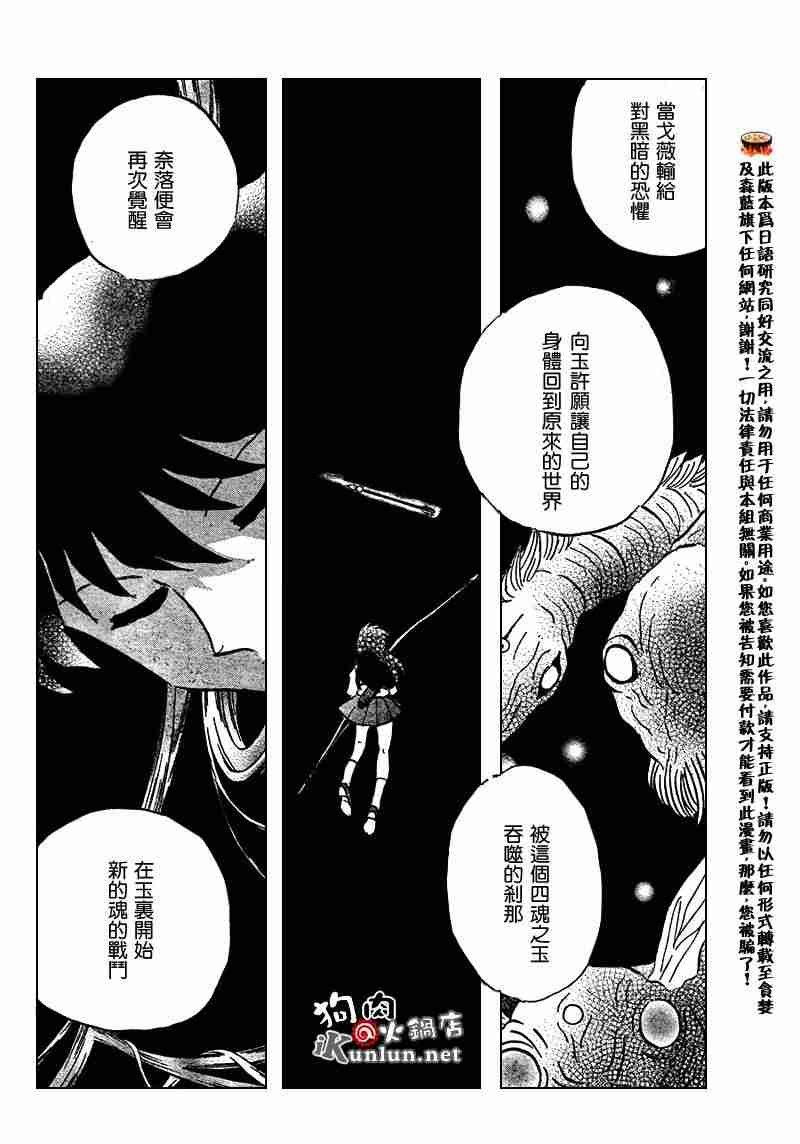 當戈薇輸給
對黑暗的恐懼
向玉許願讓自己的
身體回到原來的世界
被這個四魂之玉
吞噬的剎那
奈落便會
再次覺醒
在玉裏開始
新的魂的戰鬥
此版本爲日語研究同好交流之用，請勿用于任何商業用途。如您喜歡此作品，請支持正版！請勿以任何形式轉載至貪婪
及森藍旗下任何網站，謝謝！一切法律責任與本組無關。如果您被告知需要付款才能看到此漫畫，那麼，您被騙了！
狗肉火鍋店
iKunlun.net